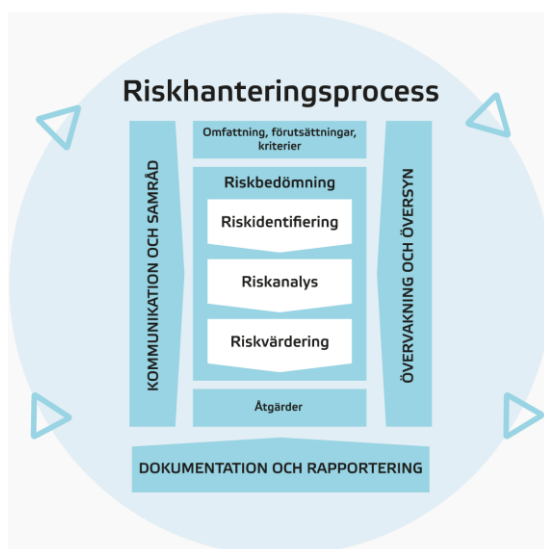 Riskhanteringsprocess
KOMMUNIKATION OCH SAMRÅD
Omfattning, förutsättningar,
kriterier
Riskbedömning
Riskidentifiering
Riskanalys
Riskvärdering
Åtgärder
ÖVERVAKNING OCH ÖVERSYN
DOKUMENTATION OCH RAPPORTERING